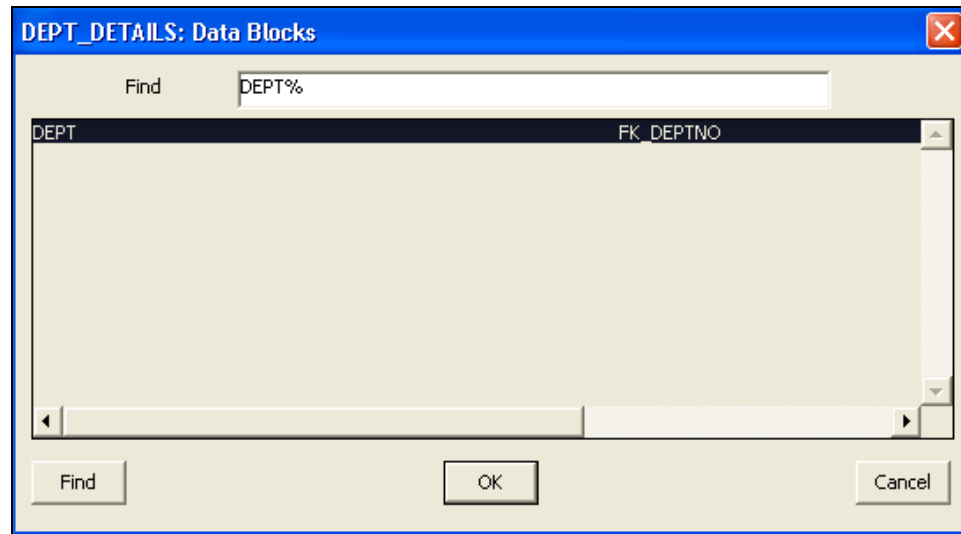 DEPT_DETAILS: Data Blocks
Find DEPT%
DEPT FK_DEPTNO
Find OK Cancel